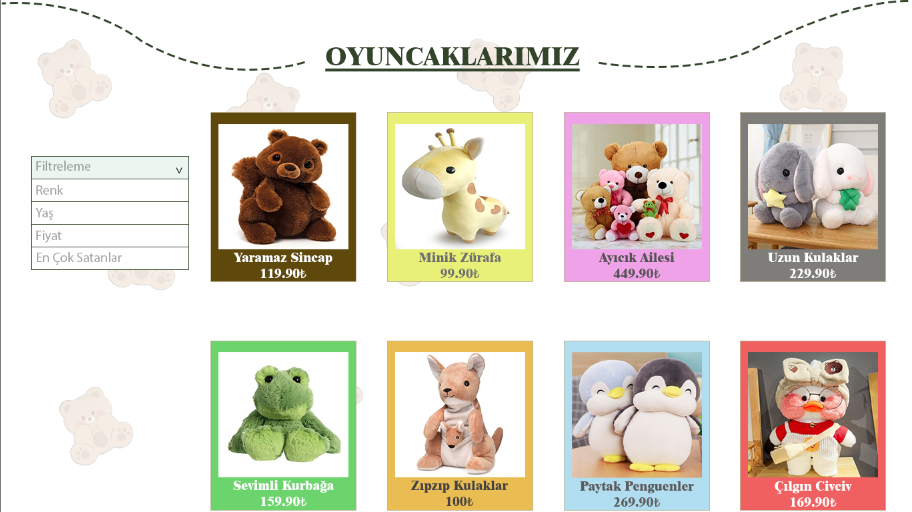 OYUNCAKLARIMIZ
Filtreleme
Renk
Yaş
Fiyat
En Çok Satanlar
Yaramaz Sincap
119.90₺
Minik Zürafa
99.90₺
Ayıcık Ailesi
449.90₺
Uzun Kulaklar
229.90₺
Sevimli Kurbağa
159.90₺
Zıpzıp Kulaklar
100₺
Paytak Penguenler
269.90₺
Çılgın Civciv
169.90₺